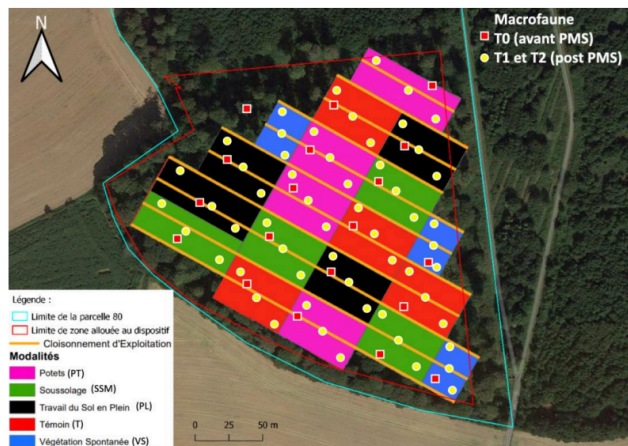 N
Macrofaune
T0 (avant PMS)
T1 et T2 (post PMS)
Légende :
Limite de la parcelle 80
Limite de zone allouée au dispositif
Cloisonnement d'Exploitation
Modalités
Potets (PT)
Soussolage (SSM)
Travail du Sol en Plein (PL)
Témoin (T)
Végétation Spontanée (VS)
0 25 50 m